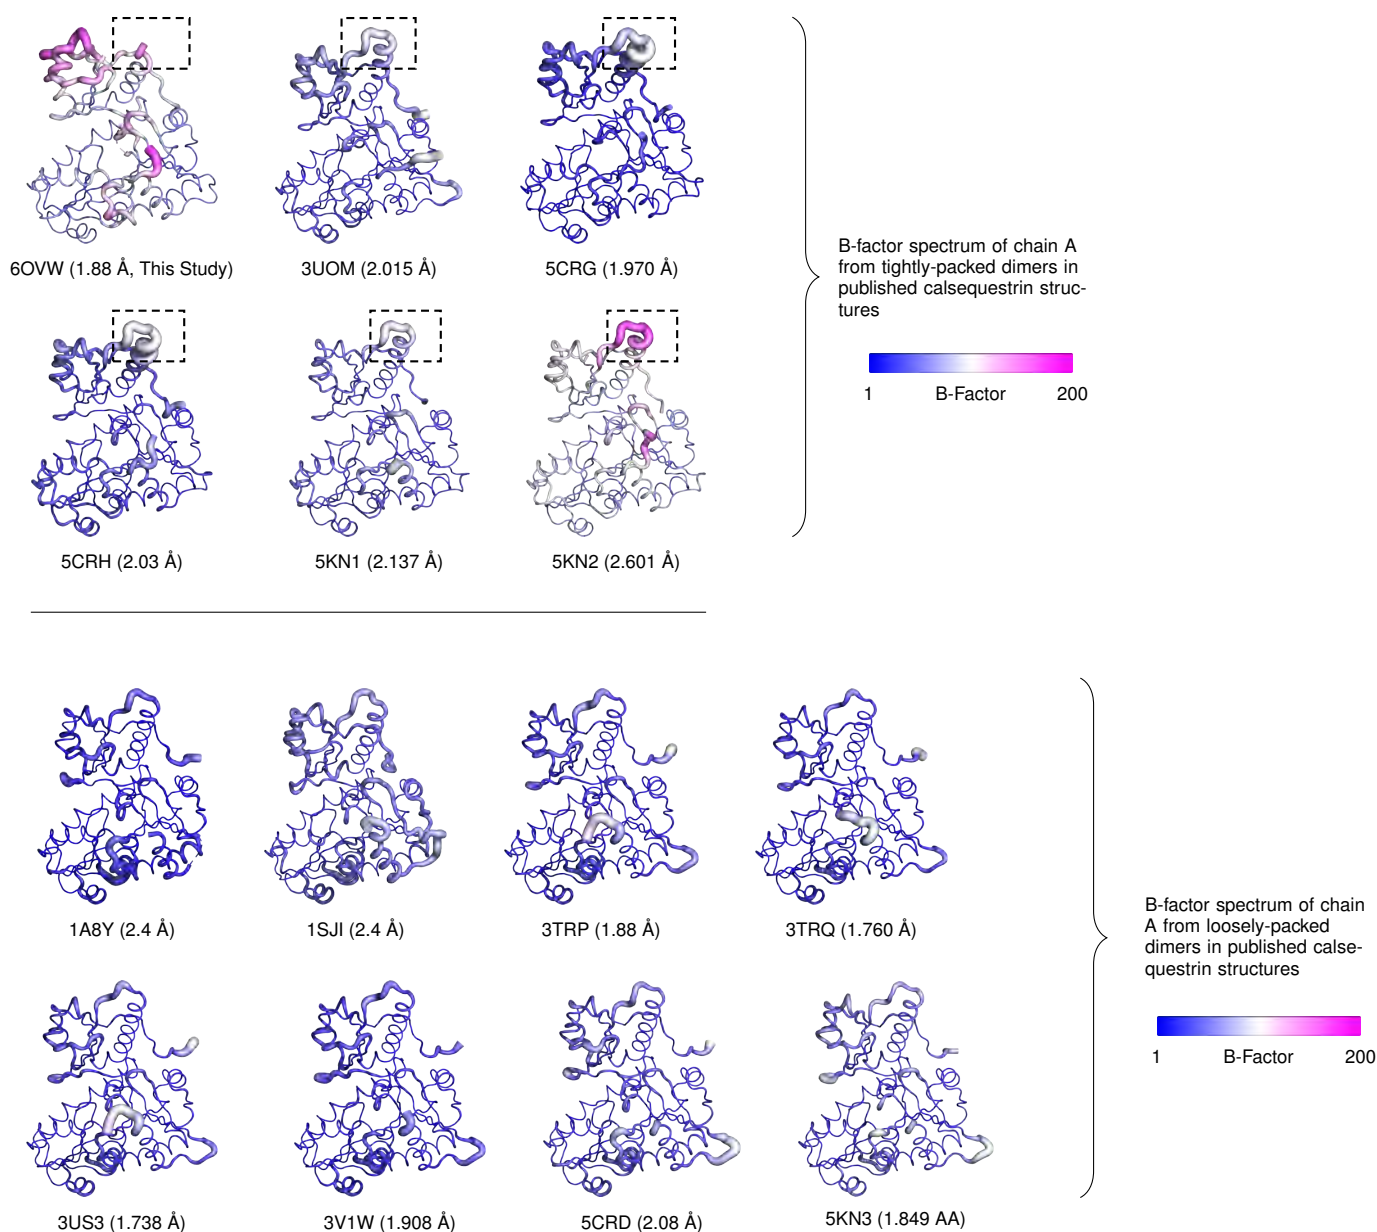 6OVW (1.88 Å, This Study)
3UOM (2.015 Å)
5CRG (1.970 Å)
B-factor spectrum of chain A
from tightly-packed dimers in
published calsequestrin struc-
tures
1 B-Factor 200
5CRH (2.03 Å)
5KN1 (2.137 Å)
5KN2 (2.601 Å)
1A8Y (2.4 Å)
1SJI (2.4 Å)
3TRP (1.88 Å)
3TRQ (1.760 Å)
B-factor spectrum of chain
A from loosely-packed
dimers in published calse-
questrin structures
1 B-Factor 200
3US3 (1.738 Å)
3V1W (1.908 Å)
5CRD (2.08 Å)
5KN3 (1.849 AA)